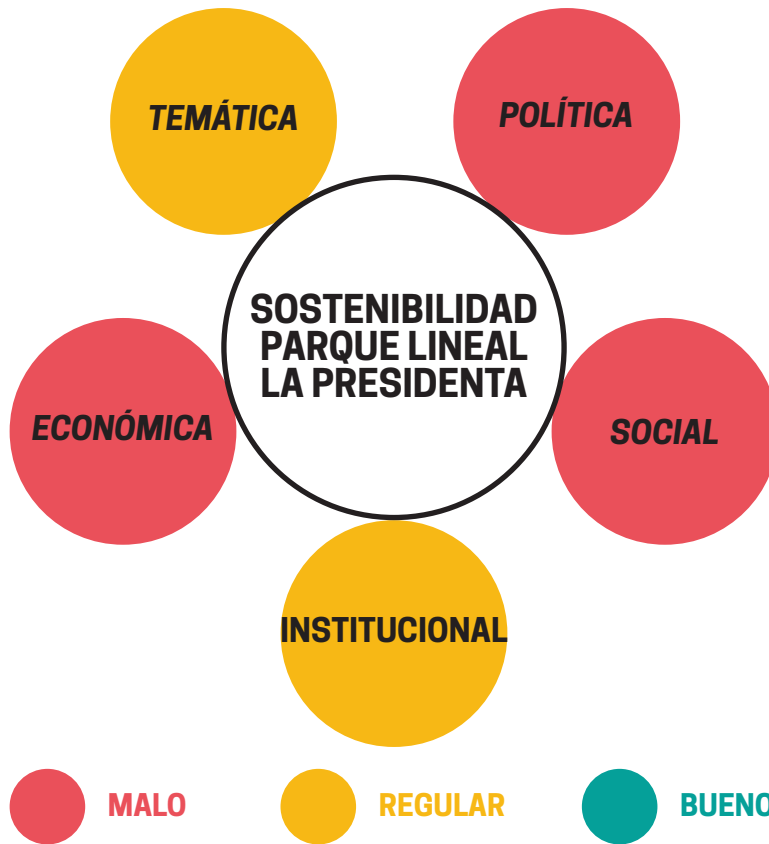 TEMÁTICA
POLÍTICA
SOSTENIBILIDAD
PARQUE LINEAL
LA PRESIDENTA
ECONÓMICA
SOCIAL
INSTITUCIONAL
MALO
REGULAR
BUENO